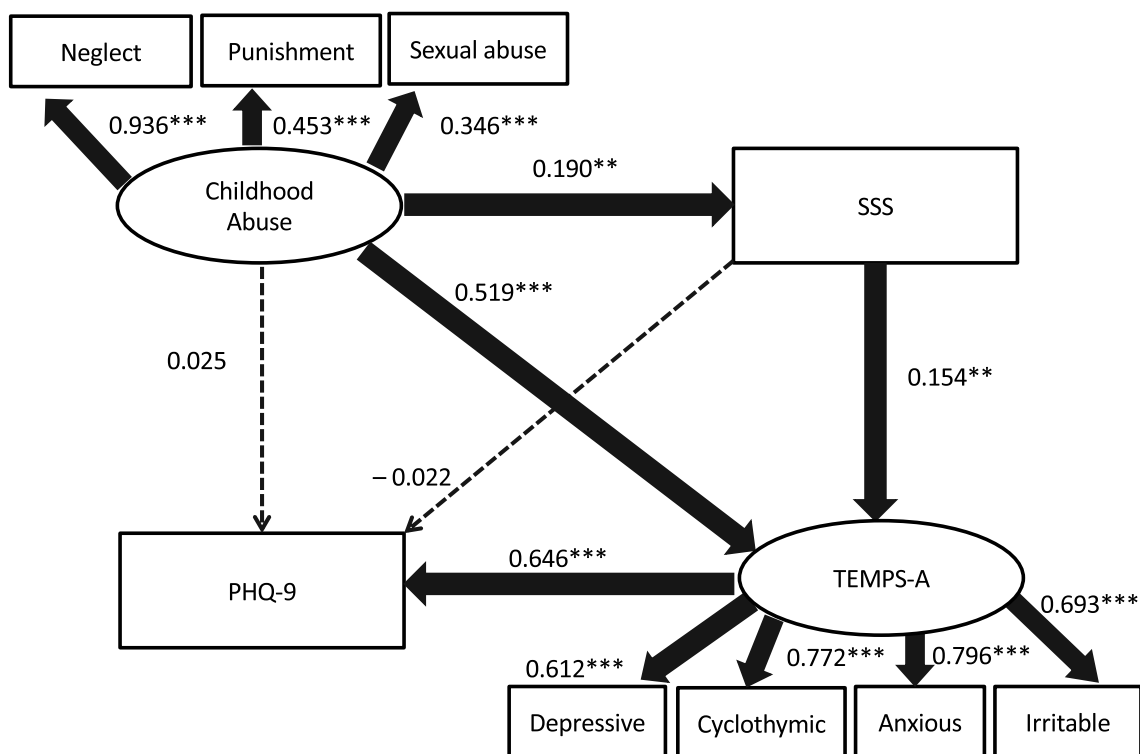 Neglect
Punishment
Sexual abuse
0.936***
0.453***
0.346***
Childhood
Abuse
0.190**
SSS
0.519***
0.025
0.154**
– 0.022
PHQ-9
0.646***
TEMPS-A
0.693***
0.612***
0.772***
0.796***
Depressive
Cyclothymic
Anxious
Irritable